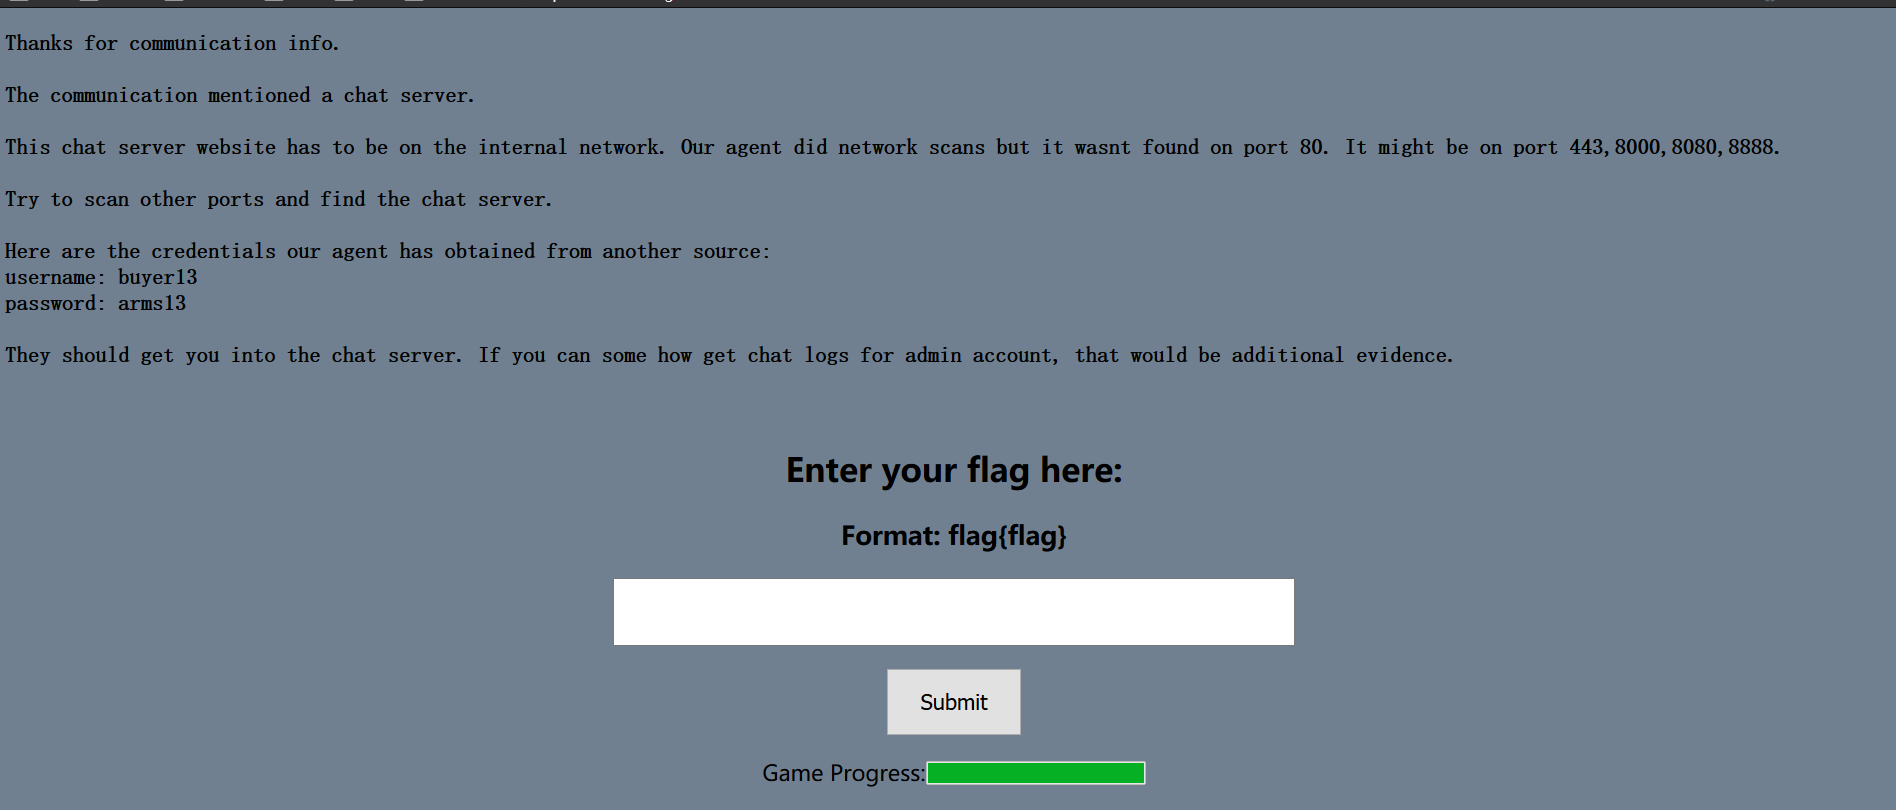 Thanks for communication info.
The communication mentioned a chat server.
This chat server website has to be on the internal network. Our agent did network scans but it wasnt found on port 80. It might be on port 443,8000,8080,8888.
Try to scan other ports and find the chat server.
Here are the credentials our agent has obtained from another source:
username: buyer13
password: arms13
They should get you into the chat server. If you can some how get chat logs for admin account, that would be additional evidence.
Enter your flag here:
Format: flag{flag}
Submit
Game Progress: